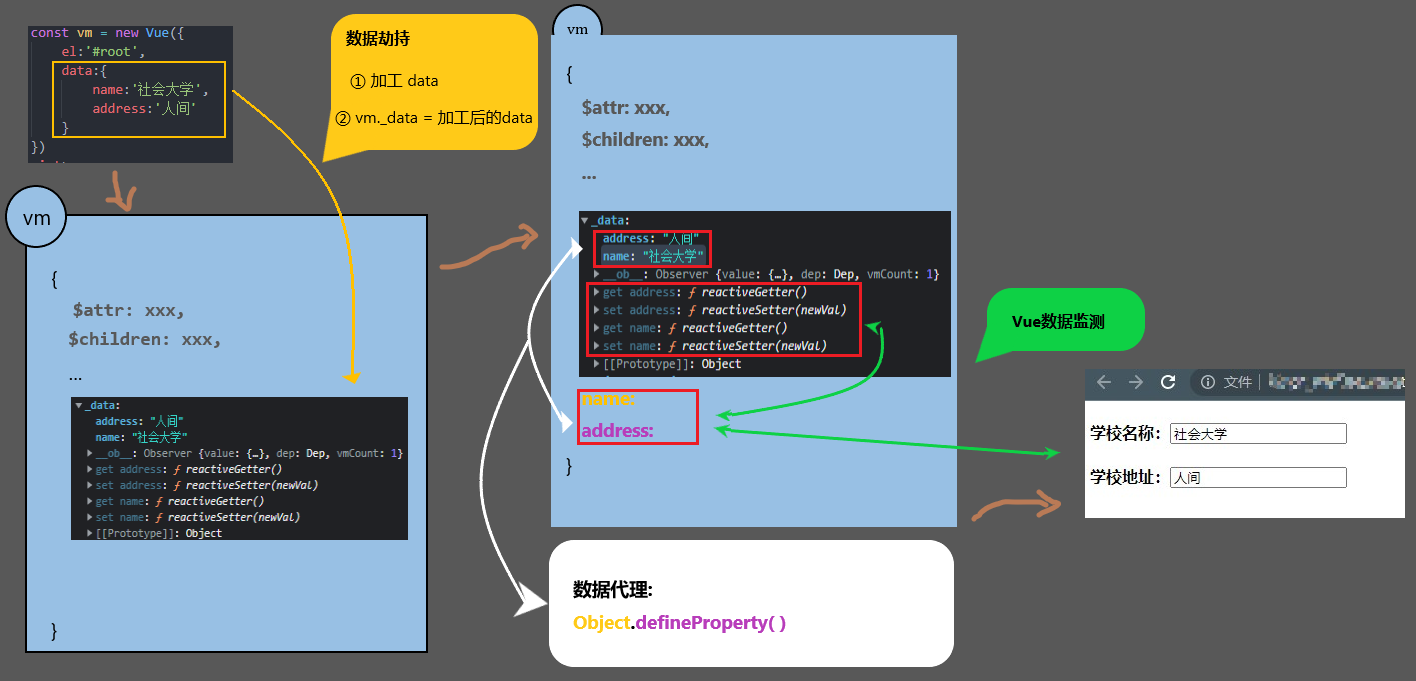 const vm = new Vue({
el:'#root',
data:{
name:'社会大学',
address:'人间'
}
})
数据劫持
① 加工 data
② vm._data = 加工后的data
vm
{
$attr: xxx,
$children: xxx,
...
_data:
address: "人间"
name: "社会大学"
__ob__: Observer {value: {…}, dep: Dep, vmCount: 1}
get address: ƒ reactiveGetter()
set address: ƒ reactiveSetter(newVal)
get name: ƒ reactiveGetter()
set name: ƒ reactiveSetter(newVal)
[[Prototype]]: Object
}
vm
{
$attr: xxx,
$children: xxx,
...
_data:
address: "人间"
name: "社会大学"
__ob__: Observer {value: {…}, dep: Dep, vmCount: 1}
get address: ƒ reactiveGetter()
set address: ƒ reactiveSetter(newVal)
get name: ƒ reactiveGetter()
set name: ƒ reactiveSetter(newVal)
[[Prototype]]: Object
name:
address:
}
数据代理:
Object.defineProperty( )
Vue数据监测
文件
学校名称： 社会大学
学校地址： 人间